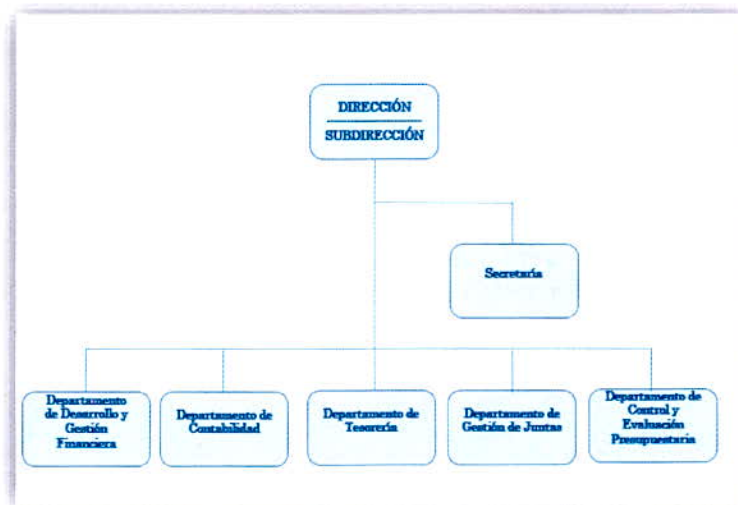 DIRECCIÓN
SUBDIRECCIÓN
Secretaría
Departamento
de Desarrollo y
Gestión
Financiera
Departamento de
Contabilidad
Departamento de
Tesorería
Departamento de
Gestión de Juntas
Departamento de
Control y
Evaluación
Presupuestaria